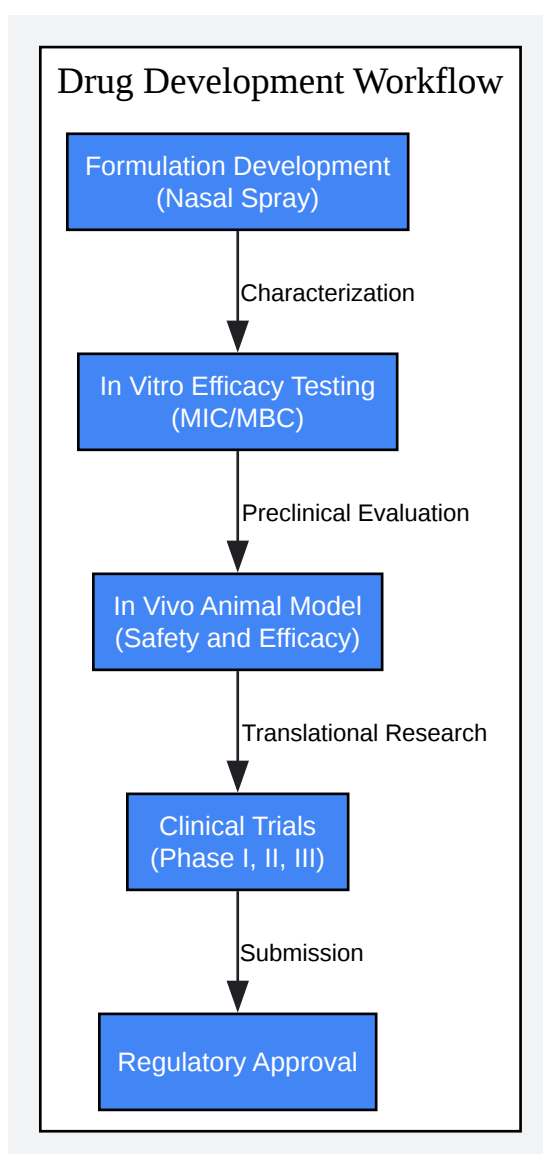 Drug Development Workflow
Formulation Development
(Nasal Spray)
Characterization
In Vitro Efficacy Testing
(MIC/MBC)
Preclinical Evaluation
In Vivo Animal Model
(Safety and Efficacy)
Translational Research
Clinical Trials
(Phase I, II, III)
Submission
Regulatory Approval